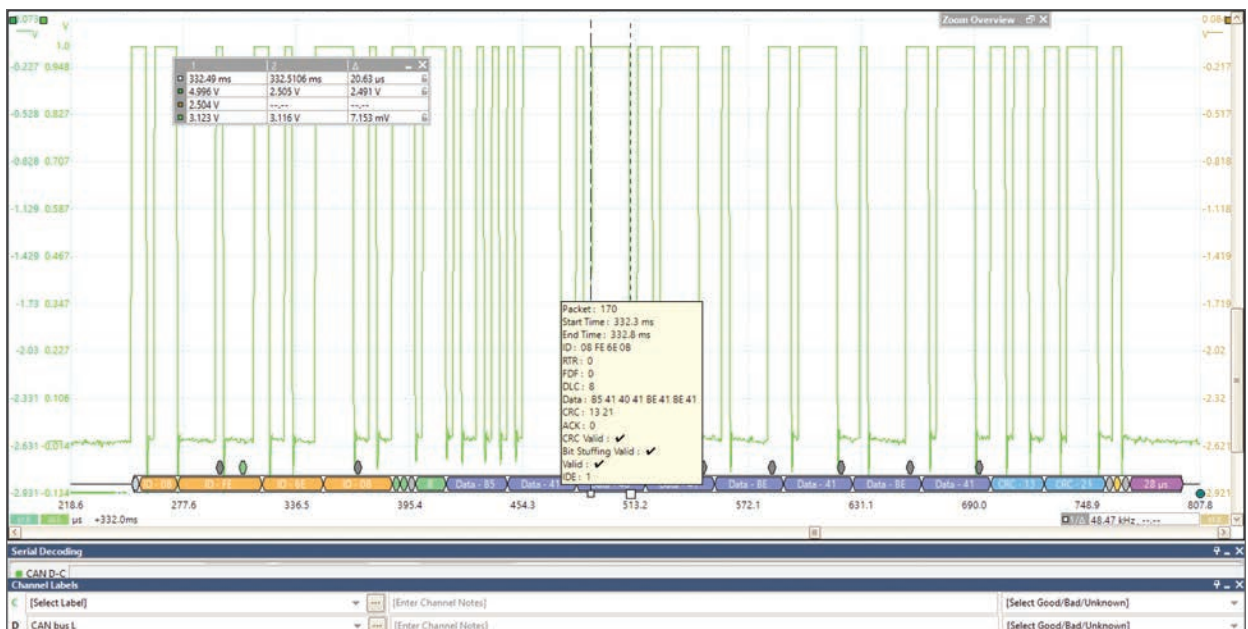 Zoom Overview
V V
1.0
-0.227 0.948
-0.528 0.827
-0.828 0.707
-1.129 0.587
-1.429 0.467
-1.73 0.347
-2.03 0.227
-2.331 0.106
-2.631 -0.014
-2.931 -0.134
0.084
V
-0.217
-0.517
-0.818
-1.118
-1.419
-1.719
-2.02
-2.32
-2.621
-2.921
1 2 Δ
332.49 ms 332.5106 ms 20.63 µs
4.996 V 2.505 V 2.491 V
2.504 V --.-- --.--
3.123 V 3.116 V 7.153 mV
Packet : 170
Start Time : 332.3 ms
End Time : 332.8 ms
ID : 08 FE 6E 0B
RTR : 0
FDF : 0
DLC : 8
Data : 85 41 40 41 BE 41 BE 41
CRC : 13 21
ACK : 0
CRC Valid : ✔
Bit Stuffing Valid : ✔
Valid : ✔
IDE : 1
ID - 08 ID - FE ID - 6E ID - 0B 8 Data - 85 Data - 41 Data - BE Data - 41 Data - BE Data - 41 CRC - 13 CRC - 21 28 µs
218.6 277.6 336.5 395.4 454.3 513.2 572.1 631.1 690.0 748.9 807.8
µs +332.0ms
1/Δ 48.47 kHz, --.--
Serial Decoding
CAN D-C
Channel Labels
C [Select Label] ... [Enter Channel Notes] [Select Good/Bad/Unknown]
D CAN bus L ... [Enter Channel Notes] [Select Good/Bad/Unknown]